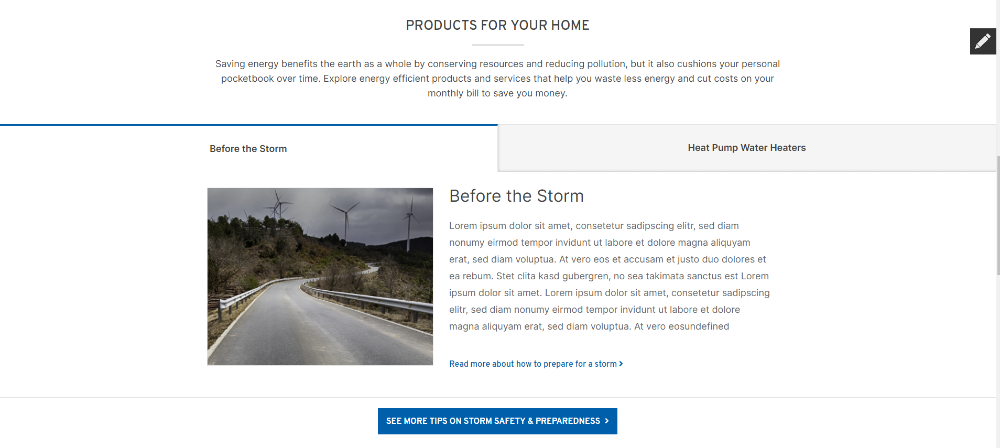 PRODUCTS FOR YOUR HOME
Saving energy benefits the earth as a whole by conserving resources and reducing pollution, but it also cushions your personal
pocketbook over time. Explore energy efficient products and services that help you waste less energy and cut costs on your
monthly bill to save you money.
Before the Storm
Heat Pump Water Heaters
Before the Storm
Lorem ipsum dolor sit amet, consetetur sadipscing elitr, sed diam
nonumy eirmod tempor invidunt ut labore et dolore magna aliquyam
erat, sed diam voluptua. At vero eos et accusam et justo duo dolores et
ea rebum. Stet clita kasd gubergren, no sea takimata sanctus est Lorem
ipsum dolor sit amet. Lorem ipsum dolor sit amet, consetetur sadipscing
elitr, sed diam nonumy eirmod tempor invidunt ut labore et dolore
magna aliquyam erat, sed diam voluptua. At vero eosundefined
Read more about how to prepare for a storm
SEE MORE TIPS ON STORM SAFETY & PREPAREDNESS